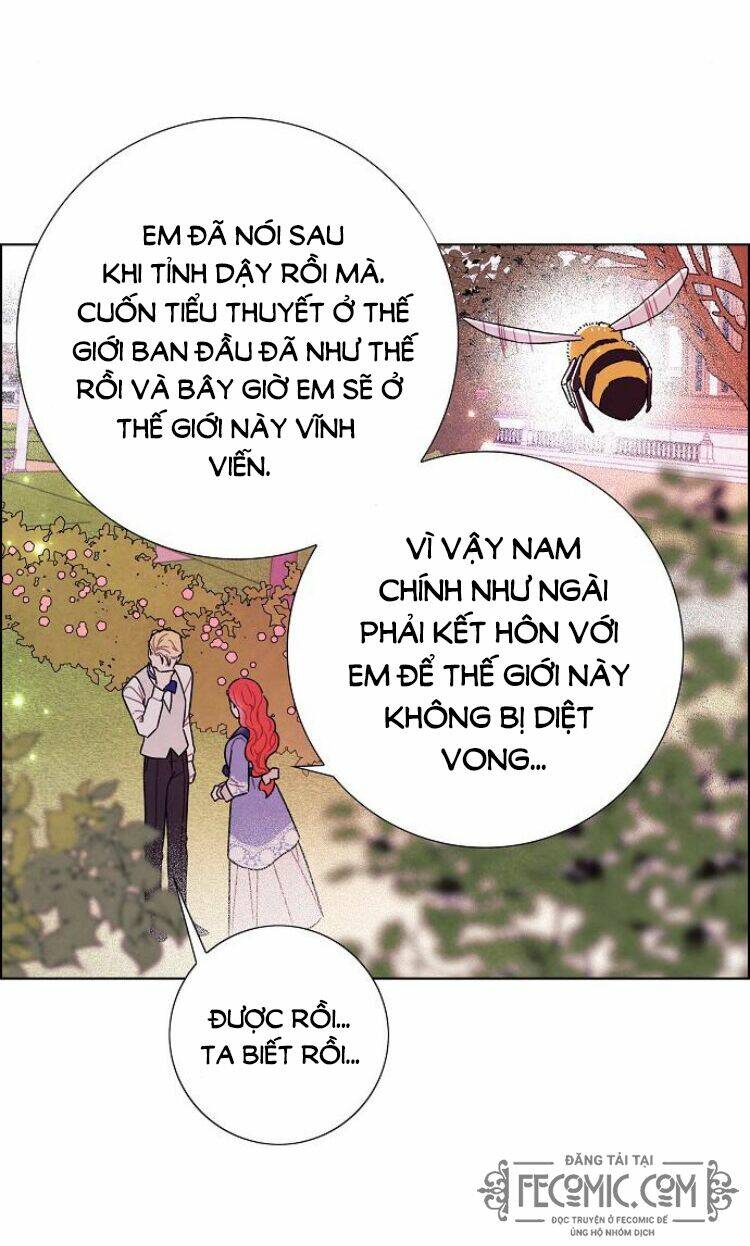 EM ĐÃ NÓI SAU
KHI TỈNH DẬY RỒI MÀ.
CUỐN TIỂU THUYẾT Ở THẾ
GIỚI BAN ĐẦU ĐÃ NHƯ THẾ
RỒI VÀ BÂY GIỜ EM SẼ Ở
THẾ GIỚI NÀY VĨNH
VIỄN.
VÌ VẬY NAM
CHÍNH NHƯ NGÀI
PHẢI KẾT HÔN VỚI
EM ĐỂ THẾ GIỚI NÀY
KHÔNG BỊ DIỆT
VONG...
ĐƯỢC RỒI...
TA BIẾT RỒI...
ĐĂNG TẢI TẠI
FECOMIC.COM
ĐỌC TRUYỆN Ở FECOMIC ĐỂ
ỦNG HỘ NHÓM DỊCH